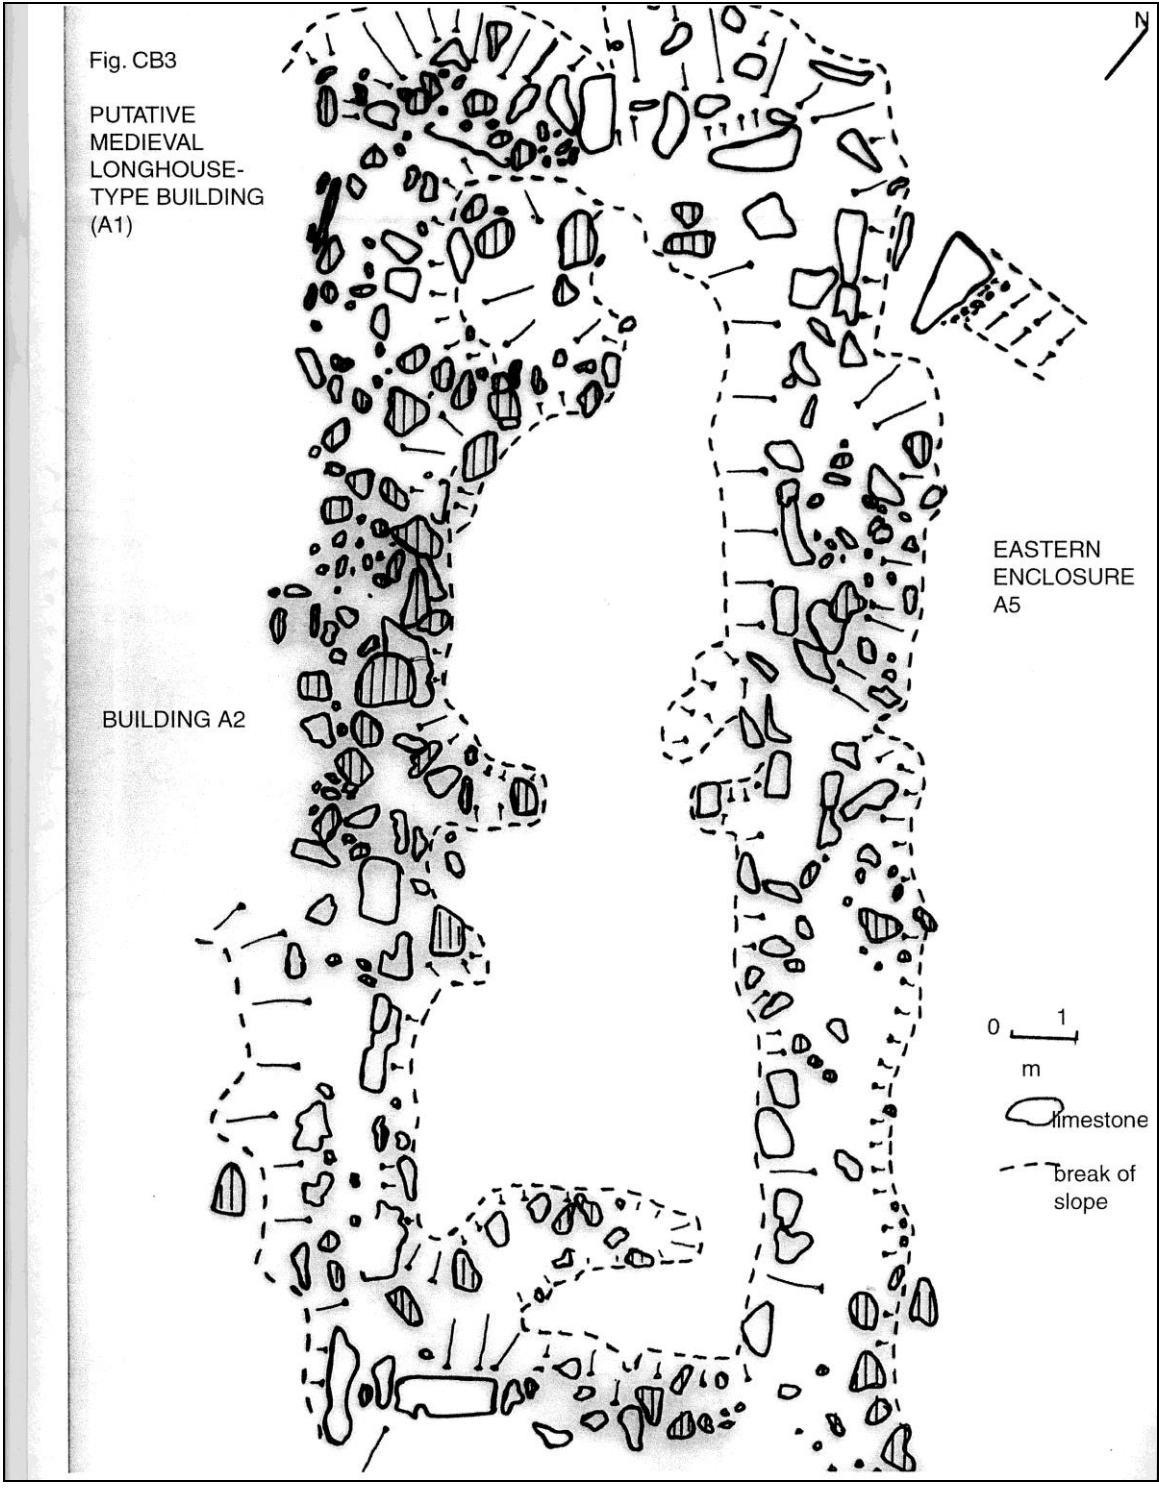 N
Fig. CB3
PUTATIVE
MEDIEVAL
LONGHOUSE-
TYPE BUILDING
(A1)
EASTERN
ENCLOSURE
A5
BUILDING A2
0 1
m
limestone
break of
slope